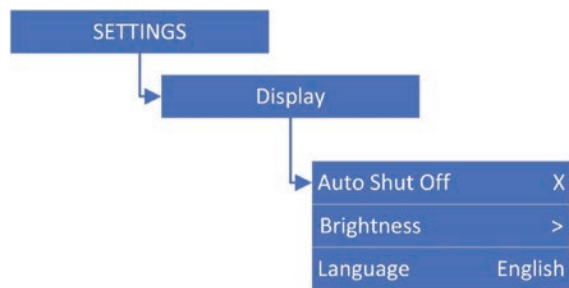 SETTINGS
Display
Auto Shut Off X
Brightness >
Language English